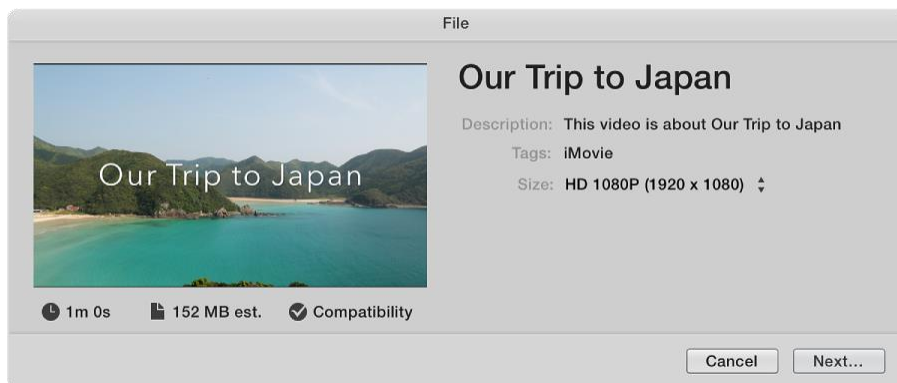 File
Our Trip to Japan
Our Trip to Japan
Description: This video is about Our Trip to Japan
Tags: iMovie
Size: HD 1080P (1920 x 1080)
1m 0s 152 MB est. Compatibility
Cancel Next...